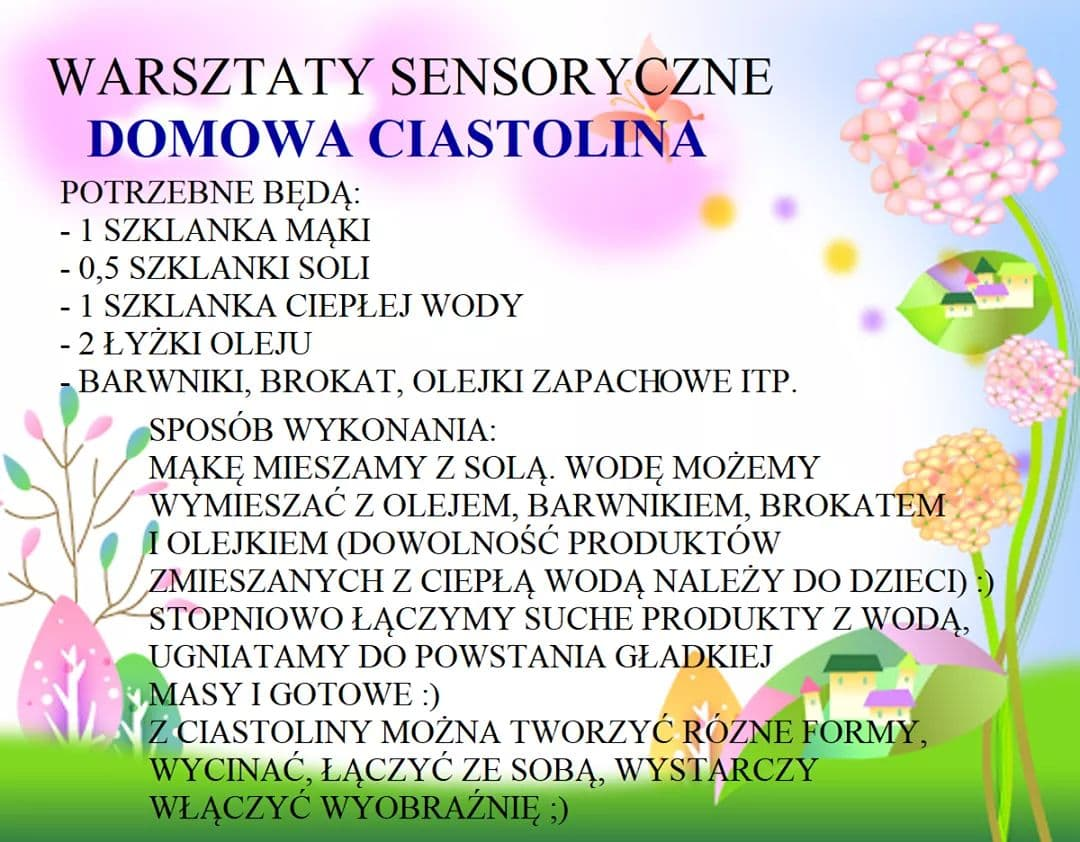 WARSZTATY SENSORYCZNE
DOMOWA CIASTOLINA
POTRZEBNE BĘDĄ:
- 1 SZKLANKA MĄKI
- 0,5 SZKLANKI SOLI
- 1 SZKLANKA CIEPŁEJ WODY
- 2 ŁYŻKI OLEJU
- BARWNIKI, BROKAT, OLEJKI ZAPACHOWE ITP.
SPOSÓB WYKONANIA:
MĄKĘ MIESZAMY Z SOLĄ. WODĘ MOŻEMY
WYMIESZAĆ Z OLEJEM, BARWNIKIEM, BROKATEM
I OLEJKIEM (DOWOLNOŚĆ PRODUKTÓW
ZMIESZANYCH Z CIEPŁĄ WODĄ NALEŻY DO DZIECI) :)
STOPNIOWO ŁĄCZYMY SUCHE PRODUKTY Z WODĄ,
UGNIATAMY DO POWSTANIA GŁADKIEJ
MASY I GOTOWE :)
Z CIASTOLINY MOŻNA TWORZYĆ RÓZNE FORMY,
WYCINAĆ, ŁĄCZYĆ ZE SOBĄ, WYSTARCZY
WŁĄCZYĆ WYOBRAŹNIĘ ;)